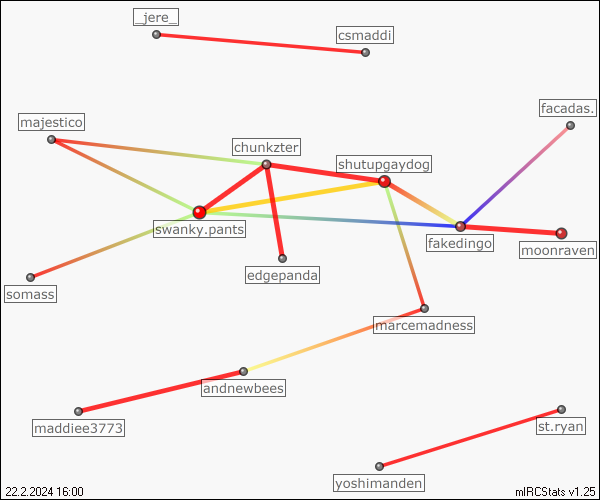 _jere_
csmaddi
facadas.
majestico
chunkzter
shutupgaydog
swanky.pants
fakedingo
moonraven
edgepanda
somass
marcemadness
andnewbees
maddiee3773
st.ryan
yoshimanden
22.2.2024 16:00
mIRCStats v1.25